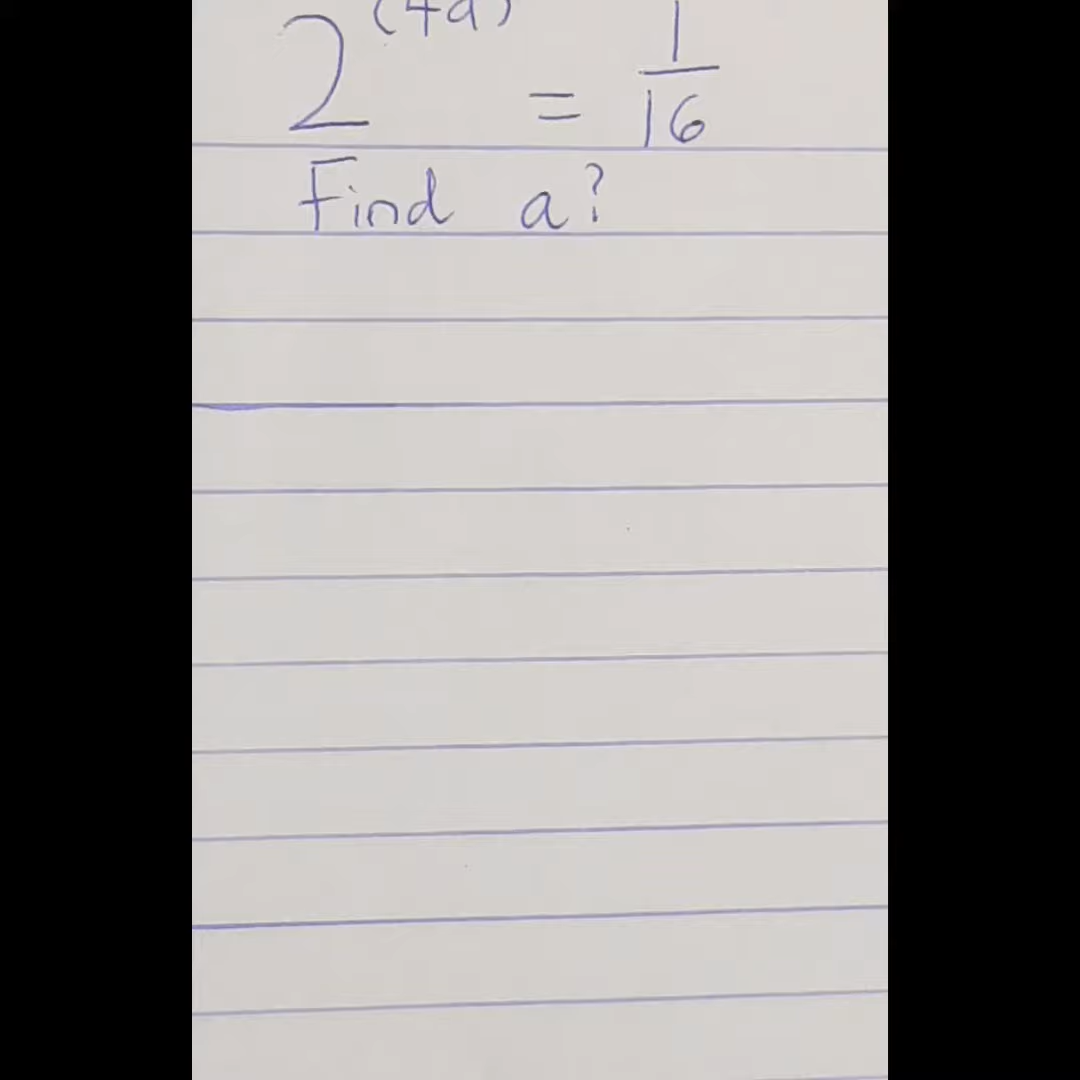 2^(4a) = 1/16
Find a?